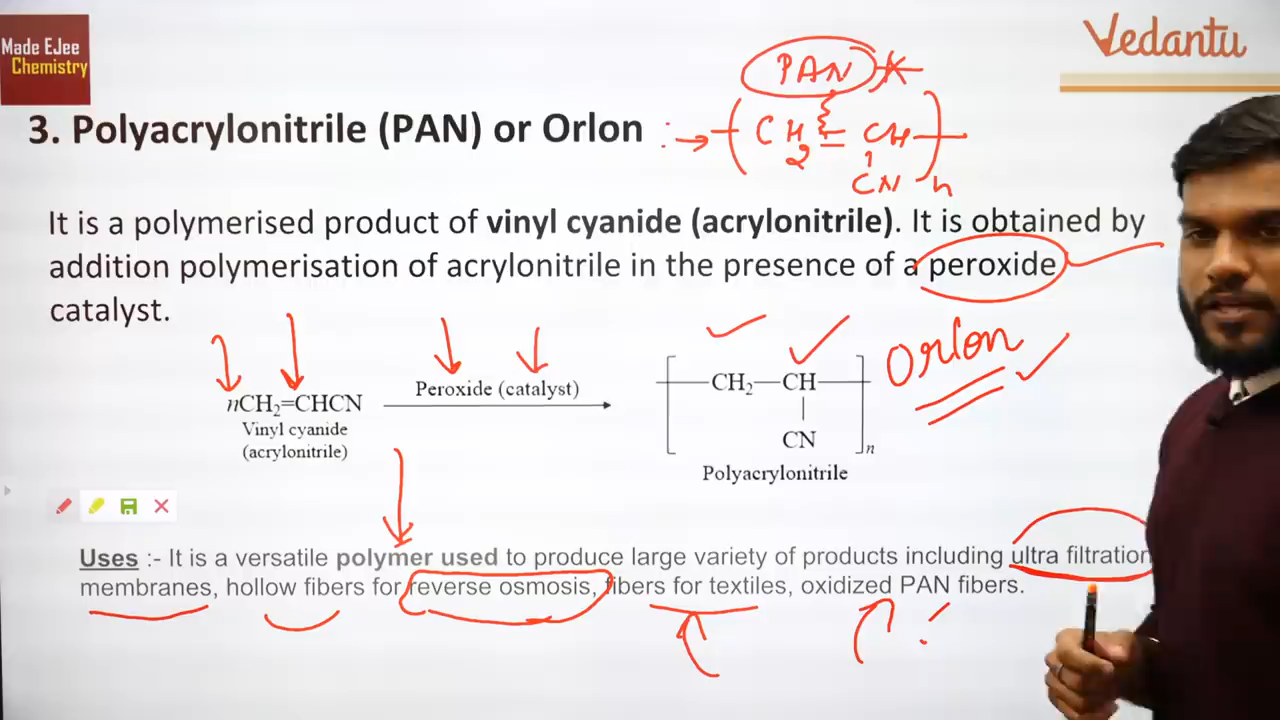 Made EJee
Chemistry
Vedantu
PAN
3. Polyacrylonitrile (PAN) or Orlon :→ ( CH2 — CH )n
CN
It is a polymerised product of vinyl cyanide (acrylonitrile). It is obtained by
addition polymerisation of acrylonitrile in the presence of a peroxide
catalyst.
Orlon
nCH₂=CHCN
Vinyl cyanide
(acrylonitrile)
Peroxide (catalyst)
[—CH₂—CH—]n
CN
Polyacrylonitrile
Uses :- It is a versatile polymer used to produce large variety of products including ultra filtration
membranes, hollow fibers for reverse osmosis, fibers for textiles, oxidized PAN fibers.